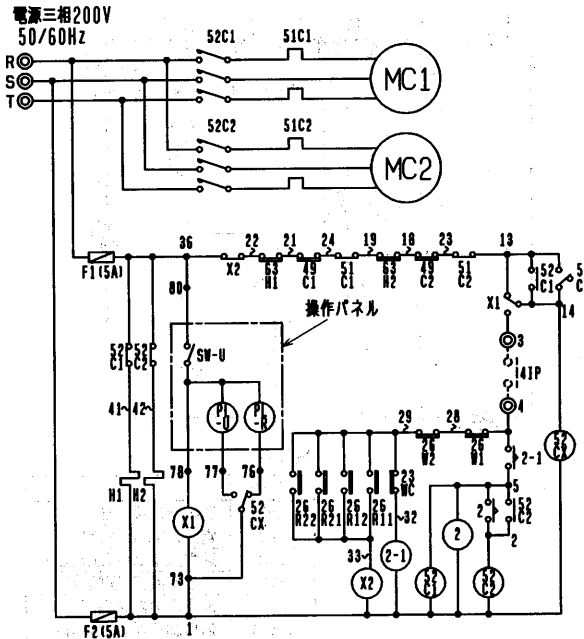 電源三相200V
50/60Hz
52C1
51C1
R
S
T
MC1
52C2
51C2
MC2
36
22
21
24
19
18
23
13
F1(5A)
X2
63
H1
49
C1
51
C1
63
H2
49
C2
51
C2
52
C1
5
C
X1
14
80
操作パネル
3
SW-U
4IP
52
C1
52
C2
4
41
42
PL
-U
PL
-R
29
28
26
W2
26
W1
52
CX
2-1
78
77
76
H1
H2
26
R22
26
R21
26
R12
26
R11
23
WC
5
2
52
C2
X1
52
CX
32
2
2
33
2-1
73
X2
52
C1
52
C2
F2(5A)
1